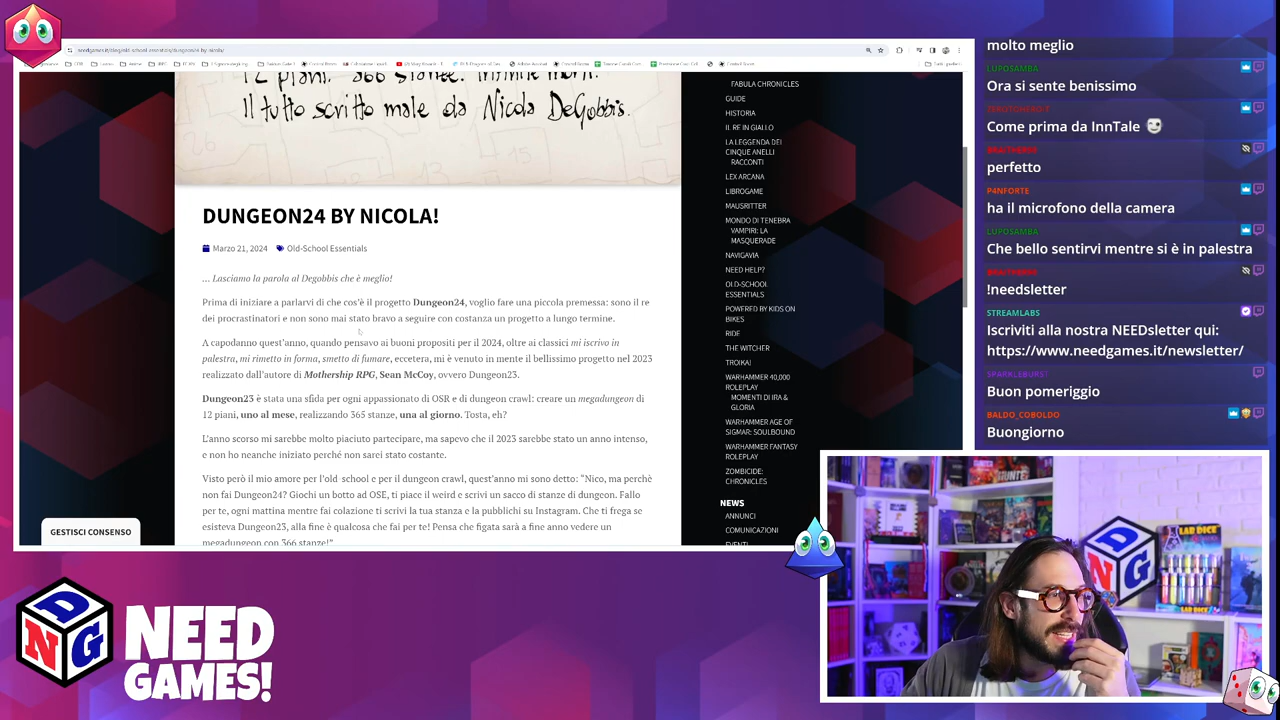 needgames.it/blog/old-school-essentials/dungeon24-by-nicola/
12 piani. 366 stanze. Infinite morti.
Il tutto scritto male da Nicola DeGobbis.
DUNGEON24 BY NICOLA!
Marzo 21, 2024
Old-School Essentials
… Lasciamo la parola al Degobbis che è meglio!
Prima di iniziare a parlarvi di che cos'è il progetto Dungeon24, voglio fare una piccola premessa: sono il re
dei procrastinatori e non sono mai stato bravo a seguire con costanza un progetto a lungo termine.
A capodanno quest'anno, quando pensavo ai buoni propositi per il 2024, oltre ai classici mi iscrivo in
palestra, mi rimetto in forma, smetto di fumare, eccetera, mi è venuto in mente il bellissimo progetto nel 2023
realizzato dall'autore di Mothership RPG, Sean McCoy, ovvero Dungeon23.
Dungeon23 è stata una sfida per ogni appassionato di OSR e di dungeon crawl: creare un megadungeon di
12 piani, uno al mese, realizzando 365 stanze, una al giorno. Tosta, eh?
L'anno scorso mi sarebbe molto piaciuto partecipare, ma sapevo che il 2023 sarebbe stato un anno intenso,
e non ho neanche iniziato perché non sarei stato costante.
Visto però il mio amore per l'old school e per il dungeon crawl, quest'anno mi sono detto: “Nico, ma perchè
non fai Dungeon24? Giochi un botto ad OSE, ti piace il weird e scrivi un sacco di stanze di dungeon. Fallo
per te, ogni mattina mentre fai colazione ti scrivi la tua stanza e la pubblichi su Instagram. Che ti frega se
esisteva Dungeon23, alla fine è qualcosa che fai per te! Pensa che figata sarà a fine anno vedere un
megadungeon con 366 stanze!”
GESTISCI CONSENSO
FABULA CHRONICLES
GUIDE
HISTORIA
IL RE IN GIALLO
LA LEGGENDA DEI
CINQUE ANELLI
RACCONTI
LEX ARCANA
LIBROGAME
MAUSRITTER
MONDO DI TENEBRA
VAMPIRI: LA
MASQUERADE
NAVIGAVIA
NEED HELP?
OLD-SCHOOL
ESSENTIALS
POWERED BY KIDS ON
BIKES
RIDE
THE WITCHER
TROIKA!
WARHAMMER 40,000
ROLEPLAY
MOMENTI DI IRA &
GLORIA
WARHAMMER AGE OF
SIGMAR: SOULBOUND
WARHAMMER FANTASY
ROLEPLAY
ZOMBICIDE:
CHRONICLES
NEWS
ANNUNCI
COMUNICAZIONI
EVENTI
molto meglio
LUPOSAMBA
Ora si sente benissimo
Come prima da InnTale
perfetto
P4NFORTE
ha il microfono della camera
LUPOSAMBA
Che bello sentirvi mentre si è in palestra
!needsletter
STREAMLABS
Iscriviti alla nostra NEEDsletter qui:
https://www.needgames.it/newsletter/
SPARKLEBURST
Buon pomeriggio
BALDO_COBOLDO
Buongiorno
DNG
NEED
GAMES!
DNG
LAB DICE